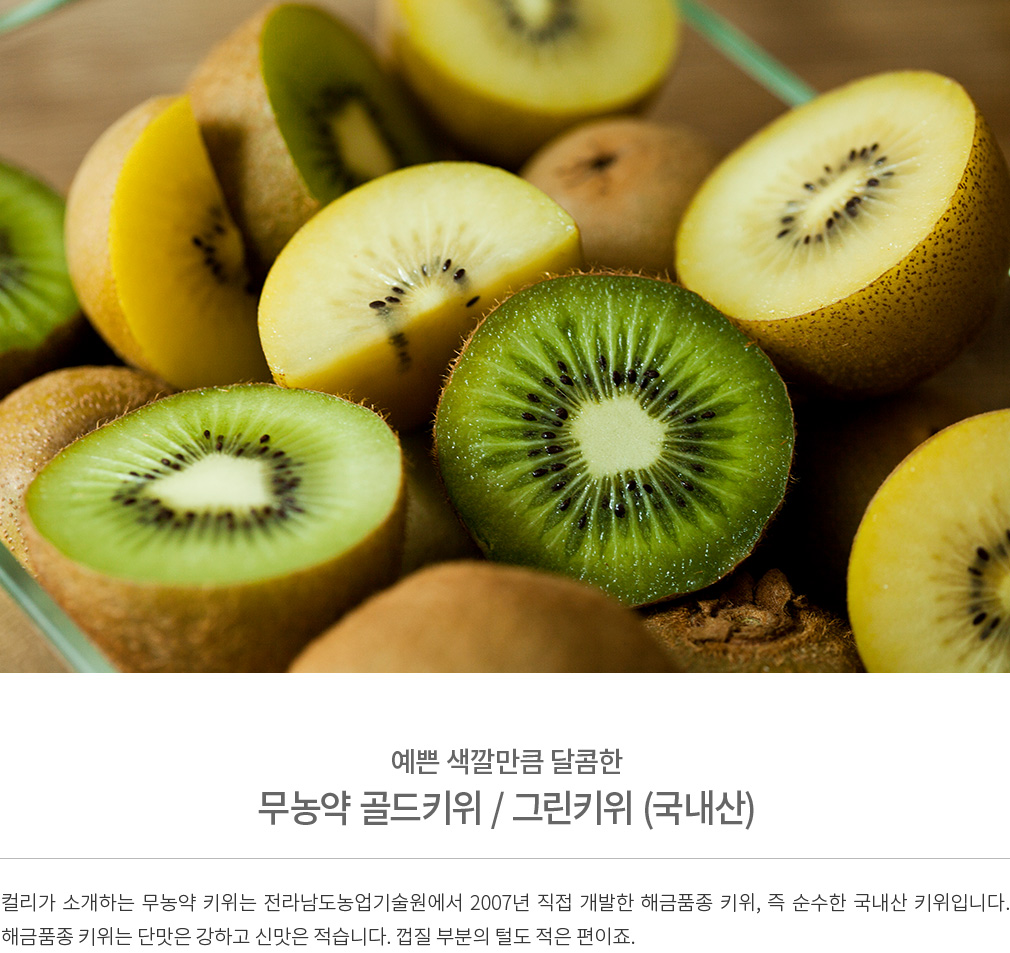 예쁜 색깔만큼 달콤한
무농약 골드키위 / 그린키위 (국내산)
컬리가 소개하는 무농약 키위는 전라남도농업기술원에서 2007년 직접 개발한 해금품종 키위, 즉 순수한 국내산 키위입니다.
해금품종 키위는 단맛은 강하고 신맛은 적습니다. 껍질 부분의 털도 적은 편이죠.